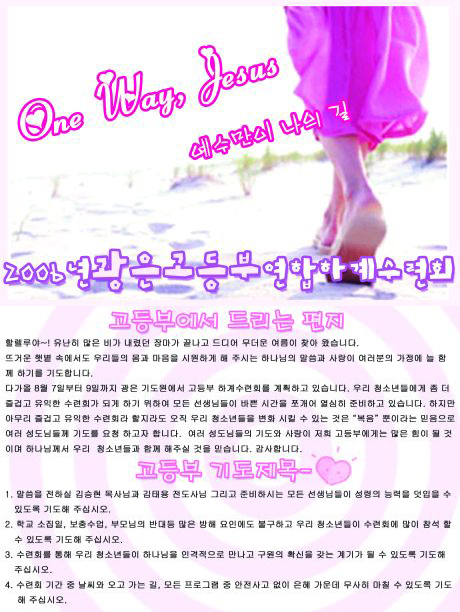 One Way, Jesus
예수만이 나의 길
2006년광은고등부연합하계수련회
고등부에서 드리는 편지
할렐루야~! 유난히 많은 비가 내렸던 장마가 끝나고 드디어 무더운 여름이 찾아 왔습니다.
뜨거운 햇볕 속에서도 우리들의 몸과 마음을 시원하게 해 주시는 하나님의 말씀과 사랑이 여러분의 가정에 늘 함
께 하기를 기도합니다.
다가올 8월 7일부터 9일까지 광은 기도원에서 고등부 하계수련회를 계획하고 있습니다. 우리 청소년들에게 좀 더
즐겁고 유익한 수련회가 되게 하기 위하여 모든 선생님들이 바쁜 시간을 쪼개어 열심히 준비하고 있습니다. 하지만
아무리 즐겁고 유익한 수련회라 할지라도 오직 우리 청소년들을 변화 시킬 수 있는 것은 “복음” 뿐이라는 믿음으로
여러 성도님들께 기도를 요청 하고자 합니다. 여러 성도님들의 기도와 사랑이 저희 고등부에게는 많은 힘이 될 것
이며 하나님께서 우리 청소년들과 함께 해주실 것을 믿습니다. 감사합니다.
고등부 기도제목~
1. 말씀을 전하실 김승현 목사님과 김태용 전도사님 그리고 준비하시는 모든 선생님들이 성령의 능력을 덧입을 수
있도록 기도해 주십시오.
2. 학교 소집일, 보충수업, 부모님의 반대등 많은 방해 요인에도 불구하고 우리 청소년들이 수련회에 많이 참석 할
수 있도록 기도해 주십시오.
3. 수련회를 통해 우리 청소년들이 하나님을 인격적으로 만나고 구원의 확신을 갖는 계기가 될 수 있도록 기도해
주십시오.
4. 수련회 기간 중 날씨와 오고 가는 길, 모든 프로그램 중 안전사고 없이 은혜 가운데 무사히 마칠 수 있도록 기도
해 주십시오.